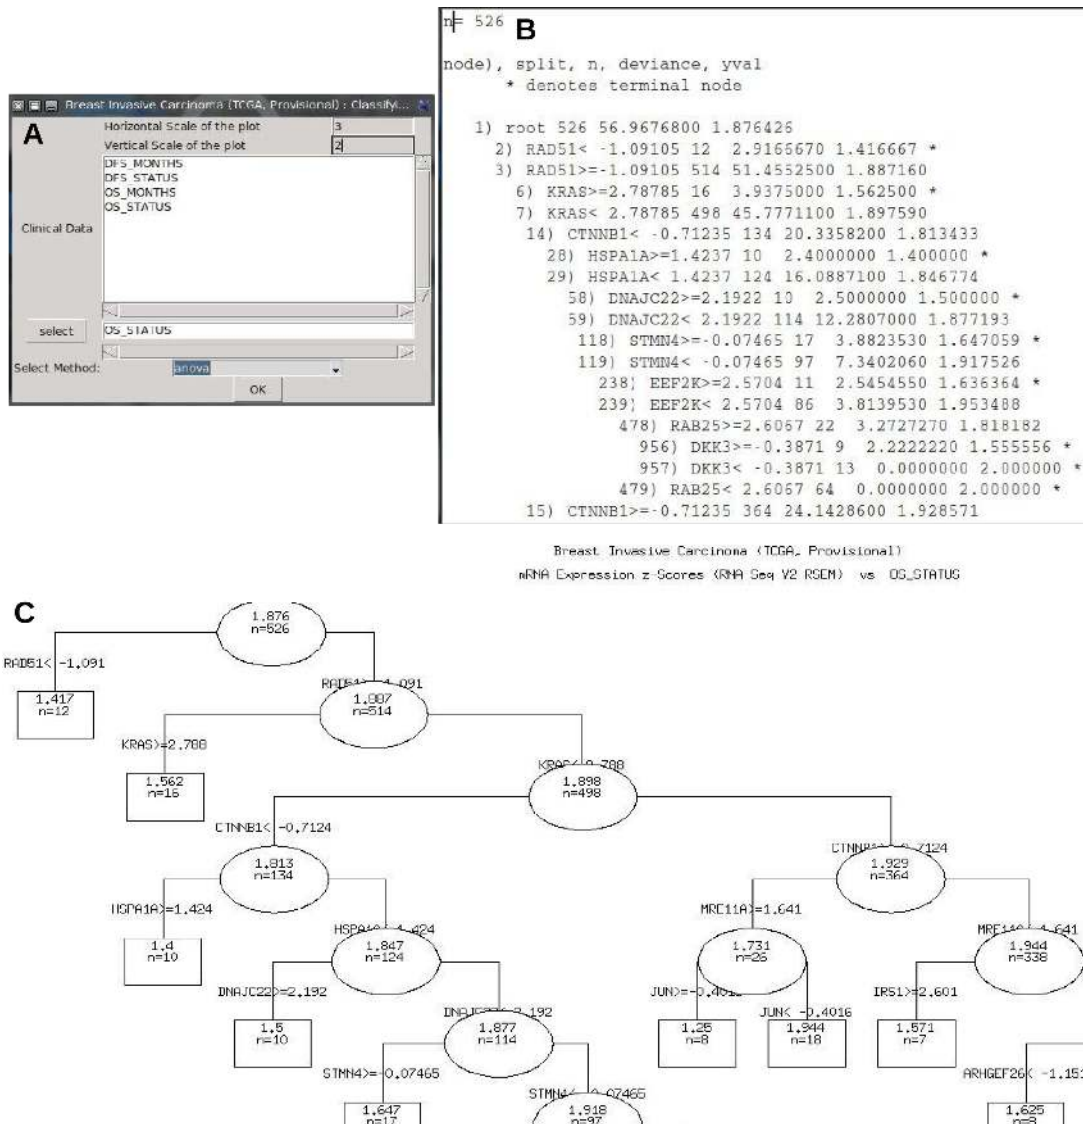 A
Breast Invasive Carcinoma (TCGA, Provisional) : Classifyi...
Horizontal Scale of the plot 3
Vertical Scale of the plot 2
DFS_MONTHS
DFS_STATUS
OS_MONTHS
OS_STATUS
Clinical Data
select OS_STATUS
Select Method: anova
OK
B
n= 526
node), split, n, deviance, yval
* denotes terminal node
1) root 526 56.9676800 1.876426
2) RAD51< -1.09105 12 2.9166670 1.416667 *
3) RAD51>=-1.09105 514 51.4552500 1.887160
6) KRAS>=2.78785 16 3.9375000 1.562500 *
7) KRAS< 2.78785 498 45.7771100 1.897590
14) CTNNB1< -0.71235 134 20.3358200 1.813433
28) HSPA1A>=1.4237 10 2.4000000 1.400000 *
29) HSPA1A< 1.4237 124 16.0887100 1.846774
58) DNAJC22>=2.1922 10 2.5000000 1.500000 *
59) DNAJC22< 2.1922 114 12.2807000 1.877193
118) STMN4>=-0.07465 17 3.8823530 1.647059 *
119) STMN4< -0.07465 97 7.3402060 1.917526
238) EEF2K>=2.5704 11 2.5454550 1.636364 *
239) EEF2K< 2.5704 86 3.8139530 1.953488
478) RAB25>=2.6067 22 3.2727270 1.818182
956) DKK3>=-0.3871 9 2.2222220 1.555556 *
957) DKK3< -0.3871 13 0.0000000 2.000000 *
479) RAB25< 2.6067 64 0.0000000 2.000000 *
15) CTNNB1>=-0.71235 364 24.1428600 1.928571
Breast Invasive Carcinoma (TCGA, Provisional)
mRNA Expression z-Scores (RNA Seq V2 RSEM) vs OS_STATUS
C
1.876
n=526
RAD51< -1.091
1.417
n=12
1.887
n=514
KRAS>=2.788
1.562
n=16
1.898
n=498
CTNNB1< -0.7124
1.813
n=134
1.929
n=364
HSPA1A>=1.424
MRE11A>=1.641
1.4
n=10
1.847
n=124
1.731
n=26
1.944
n=338
DNAJC22>=2.192
IRS1>=2.601
JUN< -0.4016
1.5
n=10
1.877
n=114
1.25
n=8
1.944
n=18
1.571
n=7
STMN4>=-0.07465
ARHGEF26< -1.151
1.647
n=17
1.918
n=97
1.625
n=8